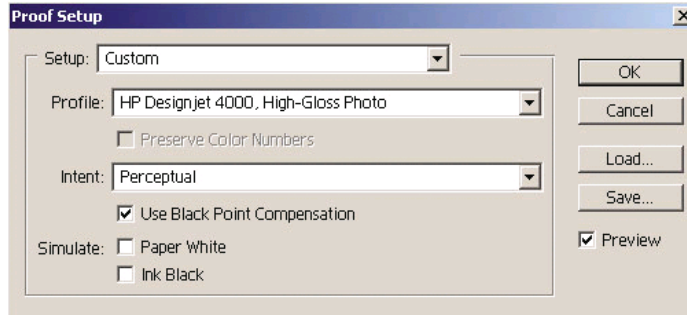 Proof Setup
Setup: Custom
OK
Profile: HP Designjet 4000, High-Gloss Photo
Cancel
Preserve Color Numbers
Load...
Intent: Perceptual
Save...
Use Black Point Compensation
Simulate: Paper White
Preview
Ink Black